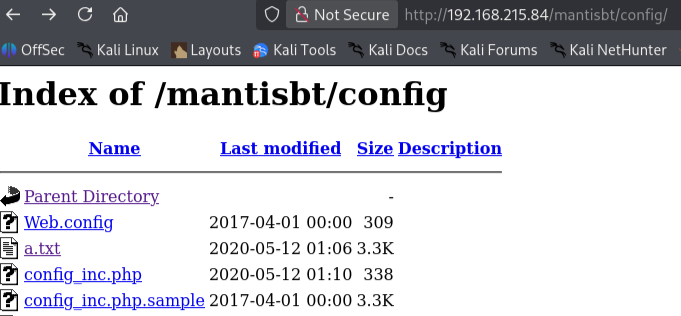 Not Secure http://192.168.215.84/mantisbt/config/
OffSec Kali Linux Layouts Kali Tools Kali Docs Kali Forums Kali NetHunter
Index of /mantisbt/config
Name Last modified Size Description
Parent Directory -
Web.config 2017-04-01 00:00 309
a.txt 2020-05-12 01:06 3.3K
config_inc.php 2020-05-12 01:10 338
config_inc.php.sample 2017-04-01 00:00 3.3K